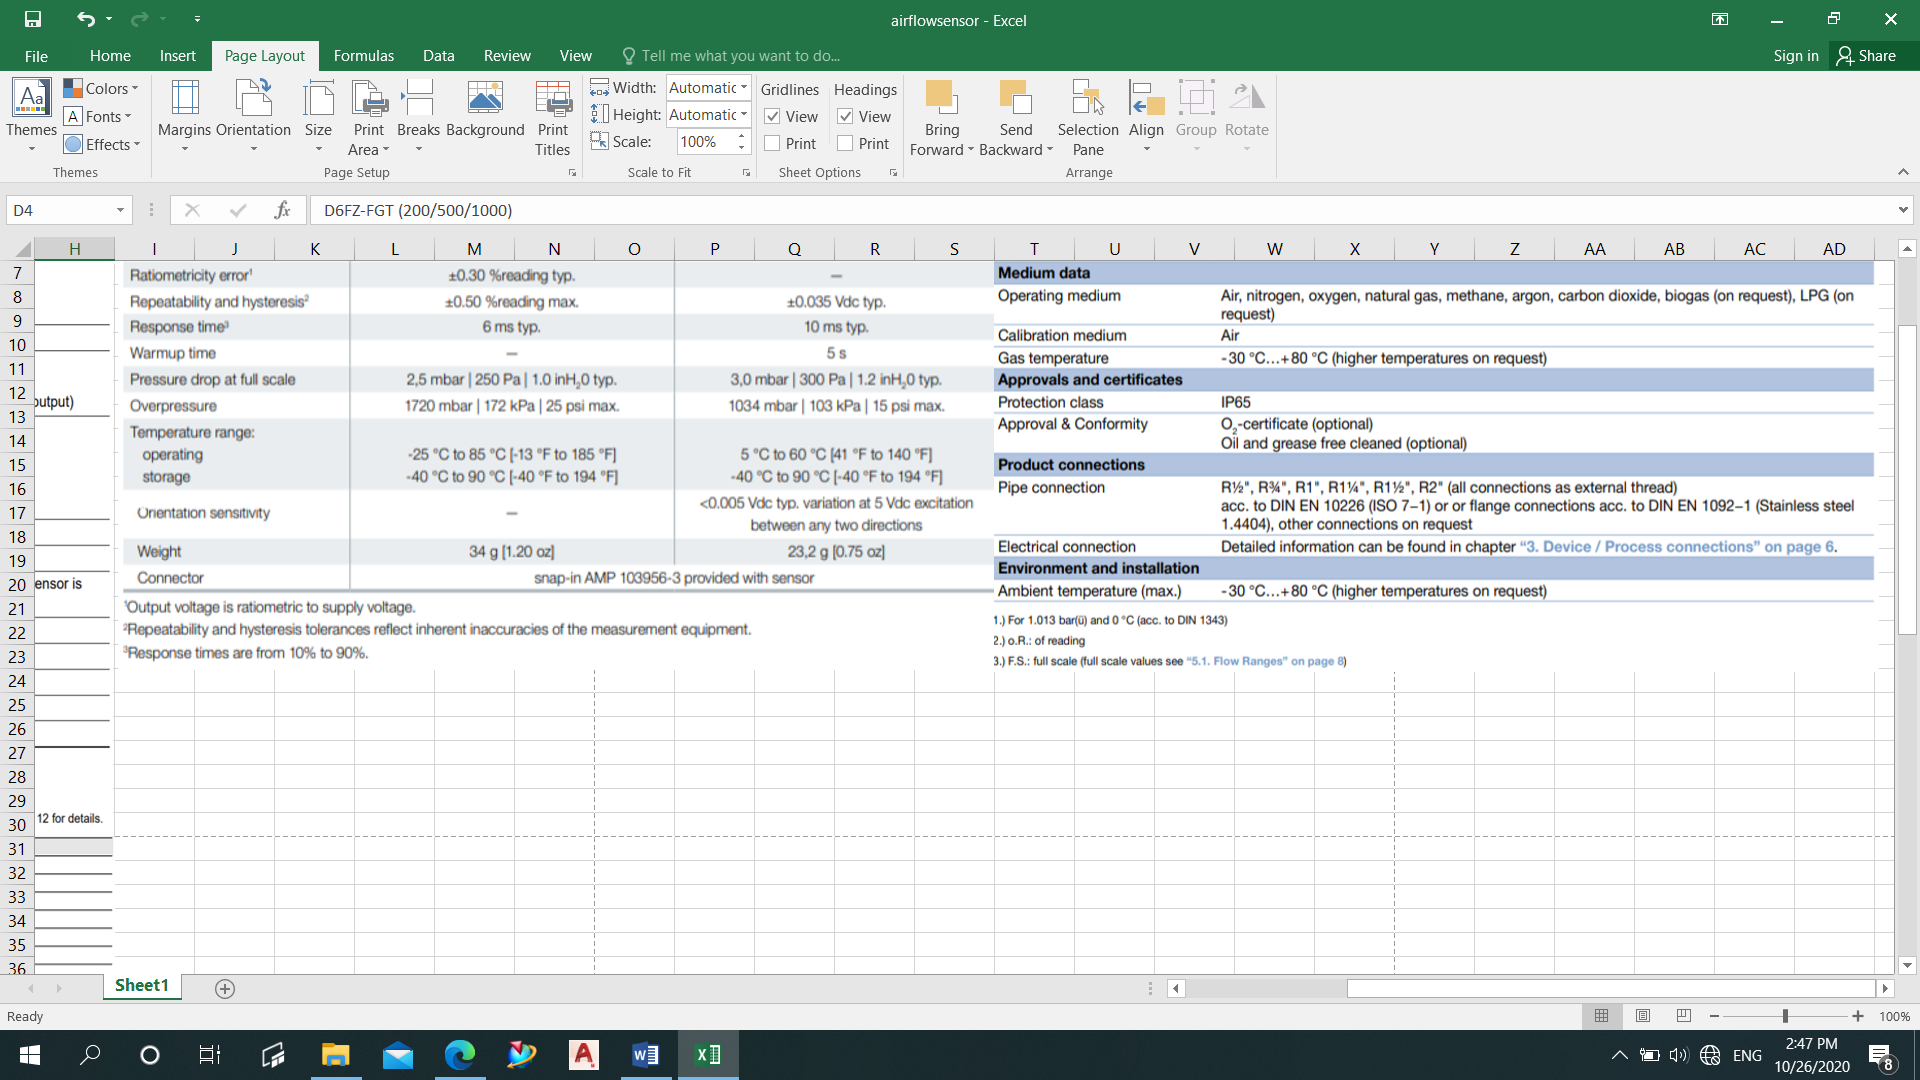 airflowsensor - Excel
File
Home
Insert
Page Layout
Formulas
Data
Review
View
Tell me what you want to do...
Sign in
Share
Themes
Colors
Fonts
Effects
Themes
Margins
Orientation
Size
Print Area
Breaks
Background
Print Titles
Page Setup
Width: Automatic
Height: Automatic
Scale: 100%
Scale to Fit
Gridlines
View
Print
Headings
View
Print
Sheet Options
Bring Forward
Send Backward
Selection Pane
Align
Group
Rotate
Arrange
D4
fx
D6FZ-FGT (200/500/1000)
H I J K L M N O P Q R S T U V W X Y Z AA AB AC AD
7
8
9
10
11
12
13
14
15
16
17
18
19
20
21
22
23
24
25
26
27
28
29
30
31
32
33
34
35
36
output)
ensor is
12 for details.
Ratiometricity error¹ ±0.30 %reading typ. —
Repeatability and hysteresis² ±0.50 %reading max. ±0.035 Vdc typ.
Response time³ 6 ms typ. 10 ms typ.
Warmup time — 5 s
Pressure drop at full scale 2,5 mbar | 250 Pa | 1.0 inH₂0 typ. 3,0 mbar | 300 Pa | 1.2 inH₂0 typ.
Overpressure 1720 mbar | 172 kPa | 25 psi max. 1034 mbar | 103 kPa | 15 psi max.
Temperature range:
operating -25 °C to 85 °C [-13 °F to 185 °F] 5 °C to 60 °C [41 °F to 140 °F]
storage -40 °C to 90 °C [-40 °F to 194 °F] -40 °C to 90 °C [-40 °F to 194 °F]
Orientation sensitivity — <0.005 Vdc typ. variation at 5 Vdc excitation
between any two directions
Weight 34 g [1.20 oz] 23,2 g [0.75 oz]
Connector snap-in AMP 103956-3 provided with sensor
¹Output voltage is ratiometric to supply voltage.
²Repeatability and hysteresis tolerances reflect inherent inaccuracies of the measurement equipment.
³Response times are from 10% to 90%.
Medium data
Operating medium Air, nitrogen, oxygen, natural gas, methane, argon, carbon dioxide, biogas (on request), LPG (on
request)
Calibration medium Air
Gas temperature -30 °C…+80 °C (higher temperatures on request)
Approvals and certificates
Protection class IP65
Approval & Conformity O₂-certificate (optional)
Oil and grease free cleaned (optional)
Product connections
Pipe connection R½", R¾", R1", R1¼", R1½", R2" (all connections as external thread)
acc. to DIN EN 10226 (ISO 7–1) or or flange connections acc. to DIN EN 1092–1 (Stainless steel
1.4404), other connections on request
Electrical connection Detailed information can be found in chapter “3. Device / Process connections” on page 6.
Environment and installation
Ambient temperature (max.) -30 °C…+80 °C (higher temperatures on request)
1.) For 1.013 bar(ü) and 0 °C (acc. to DIN 1343)
2.) o.R.: of reading
3.) F.S.: full scale (full scale values see “5.1. Flow Ranges” on page 8)
Sheet1
Ready
100%
ENG
2:47 PM
10/26/2020
8